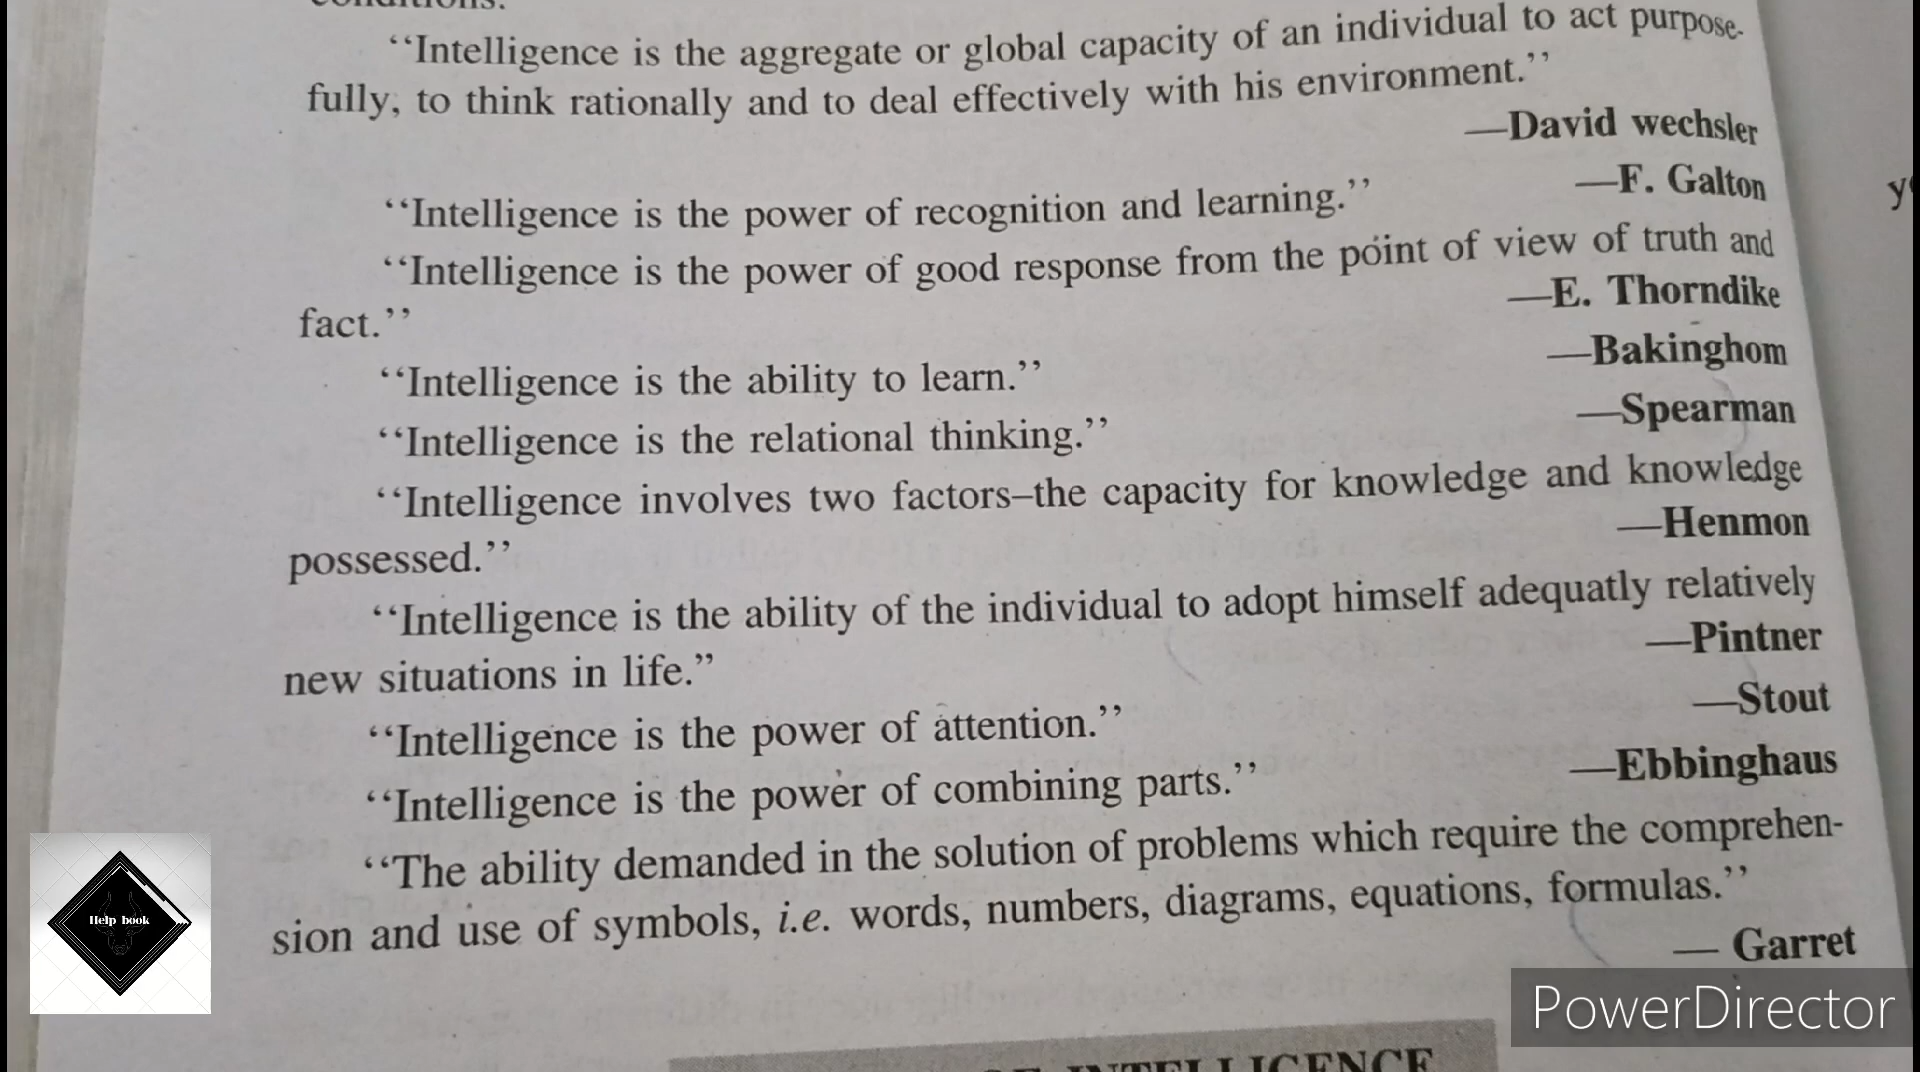 conditions.
‘‘Intelligence is the aggregate or global capacity of an individual to act purpose-
fully, to think rationally and to deal effectively with his environment.’’
—David wechsler
‘‘Intelligence is the power of recognition and learning.’’ —F. Galton
‘‘Intelligence is the power of good response from the point of view of truth and
fact.’’ —E. Thorndike
‘‘Intelligence is the ability to learn.’’ —Bakinghom
‘‘Intelligence is the relational thinking.’’ —Spearman
‘‘Intelligence involves two factors–the capacity for knowledge and knowledge
possessed.’’ —Henmon
‘‘Intelligence is the ability of the individual to adopt himself adequatly relatively
new situations in life.” —Pintner
‘‘Intelligence is the power of attention.’’ —Stout
‘‘Intelligence is the power of combining parts.’’ —Ebbinghaus
‘‘The ability demanded in the solution of problems which require the comprehen-
sion and use of symbols, i.e. words, numbers, diagrams, equations, formulas.’’
— Garret
INTELLIGENCE
Help book
PowerDirector